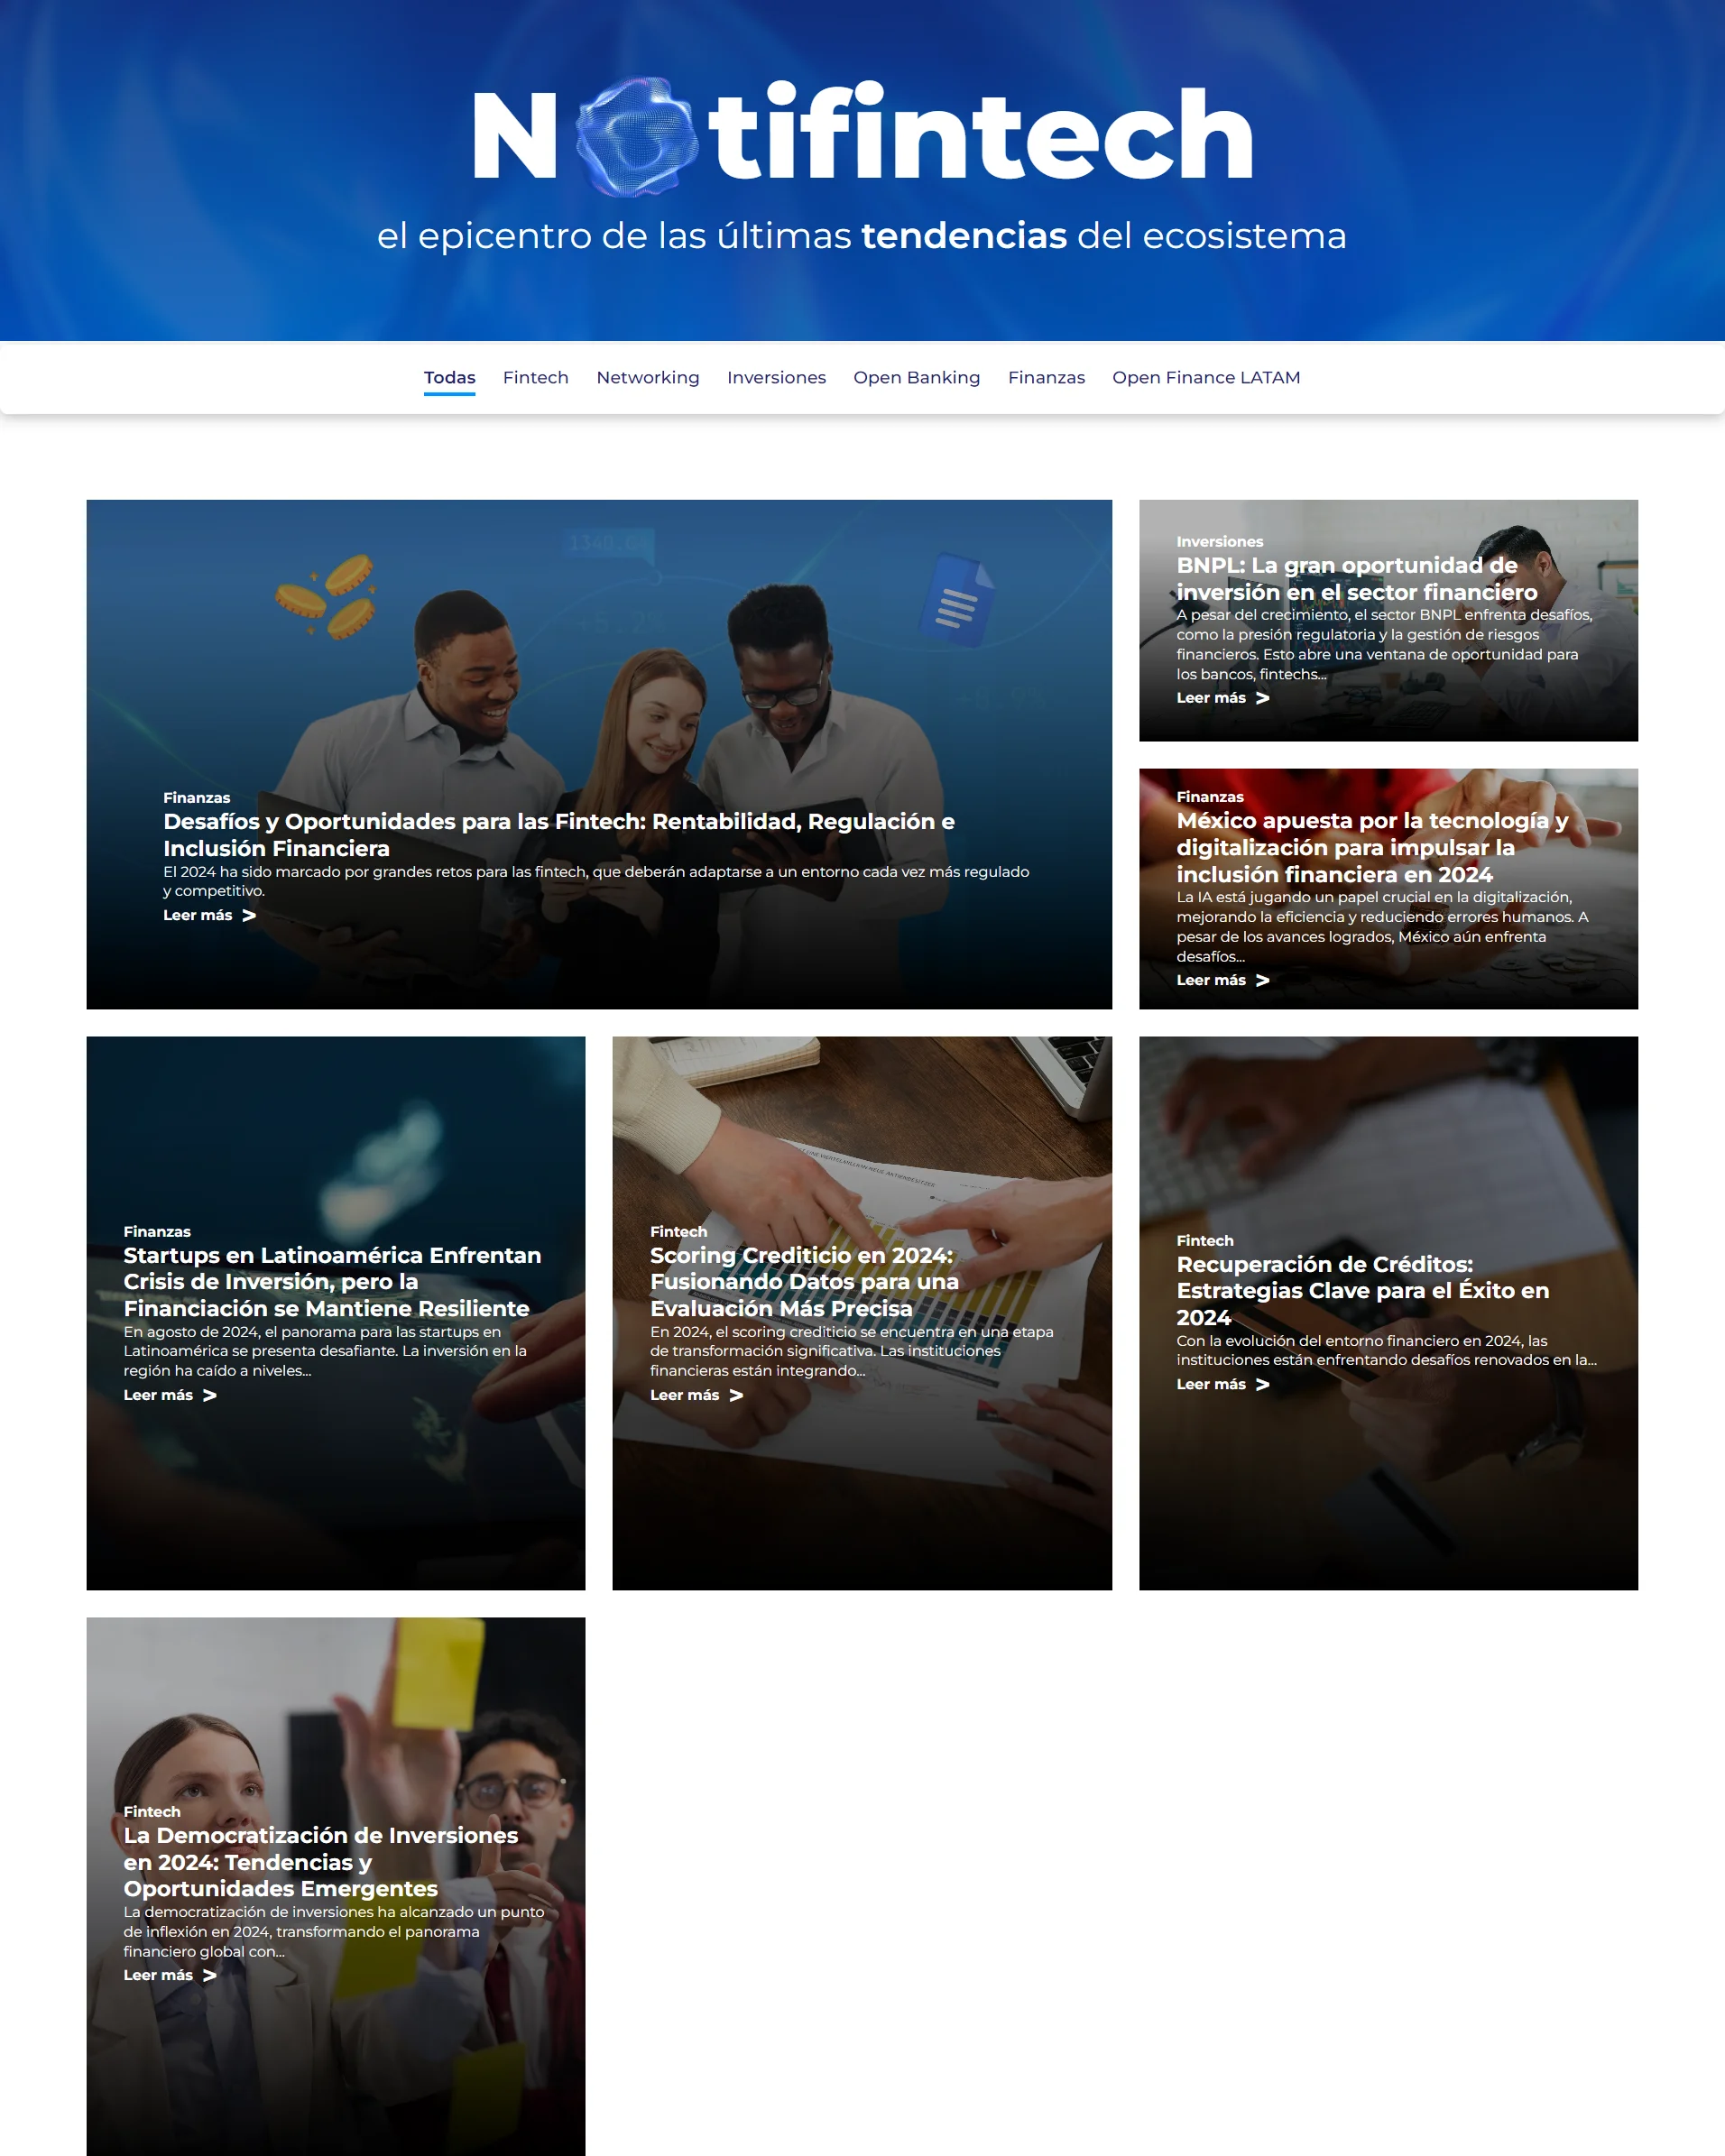 Notifintech
el epicentro de las últimas tendencias del ecosistema
Todas
Fintech
Networking
Inversiones
Open Banking
Finanzas
Open Finance LATAM
Finanzas
Desafíos y Oportunidades para las Fintech: Rentabilidad, Regulación e
Inclusión Financiera
El 2024 ha sido marcado por grandes retos para las fintech, que deberán adaptarse a un entorno cada vez más regulado
y competitivo.
Leer más >
Inversiones
BNPL: La gran oportunidad de
inversión en el sector financiero
A pesar del crecimiento, el sector BNPL enfrenta desafíos,
como la presión regulatoria y la gestión de riesgos
financieros. Esto abre una ventana de oportunidad para
los bancos, fintechs...
Leer más >
Finanzas
México apuesta por la tecnología y
digitalización para impulsar la
inclusión financiera en 2024
La IA está jugando un papel crucial en la digitalización,
mejorando la eficiencia y reduciendo errores humanos. A
pesar de los avances logrados, México aún enfrenta
desafíos...
Leer más >
Finanzas
Startups en Latinoamérica Enfrentan
Crisis de Inversión, pero la
Financiación se Mantiene Resiliente
En agosto de 2024, el panorama para las startups en
Latinoamérica se presenta desafiante. La inversión en la
región ha caído a niveles...
Leer más >
Fintech
Scoring Crediticio en 2024:
Fusionando Datos para una
Evaluación Más Precisa
En 2024, el scoring crediticio se encuentra en una etapa
de transformación significativa. Las instituciones
financieras están integrando...
Leer más >
Fintech
Recuperación de Créditos:
Estrategias Clave para el Éxito en
2024
Con la evolución del entorno financiero en 2024, las
instituciones están enfrentando desafíos renovados en la...
Leer más >
Fintech
La Democratización de Inversiones
en 2024: Tendencias y
Oportunidades Emergentes
La democratización de inversiones ha alcanzado un punto
de inflexión en 2024, transformando el panorama
financiero global con...
Leer más >